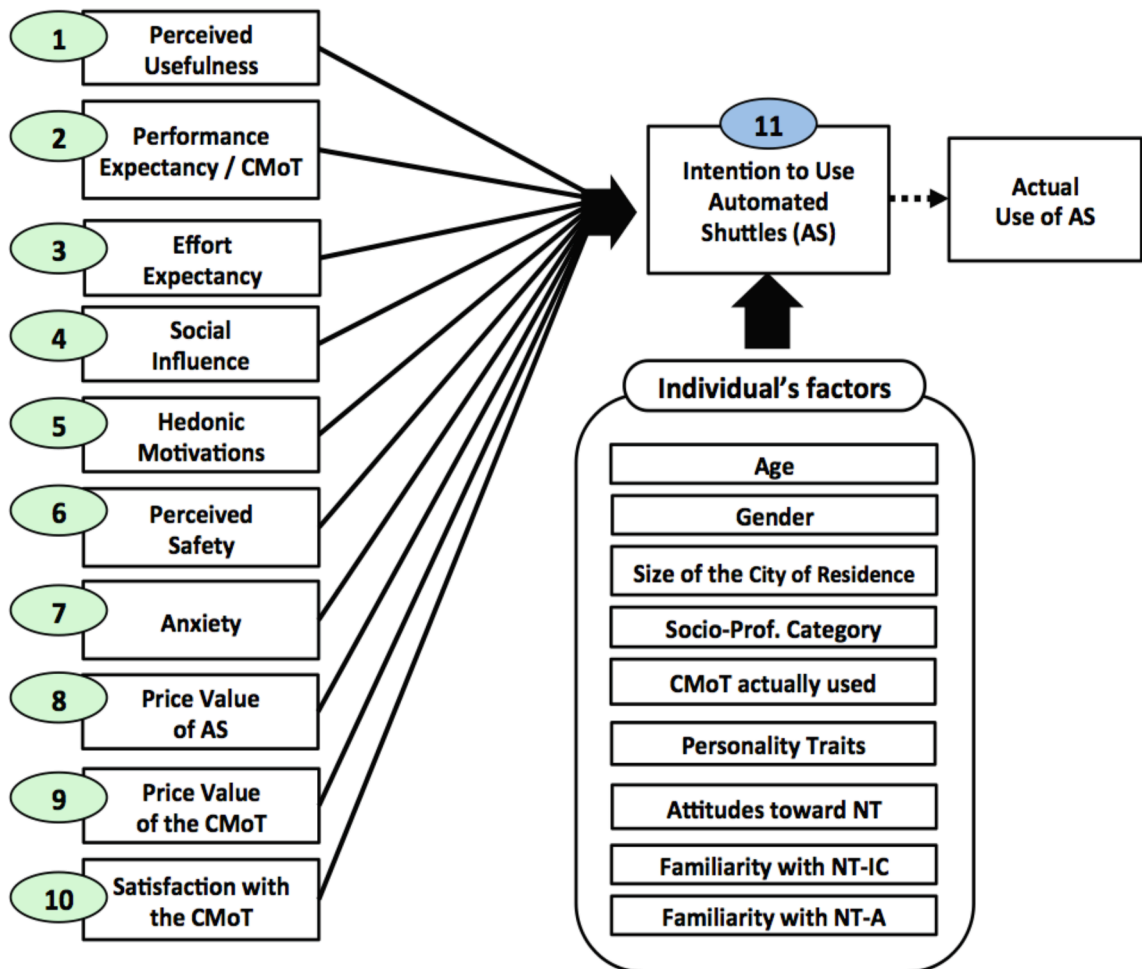 1
Perceived
Usefulness
2
Performance
Expectancy / CMoT
3
Effort
Expectancy
4
Social
Influence
5
Hedonic
Motivations
6
Perceived
Safety
7
Anxiety
8
Price Value
of AS
9
Price Value
of the CMoT
10
Satisfaction with
the CMoT
11
Intention to Use
Automated
Shuttles (AS)
Actual
Use of AS
Individual’s factors
Age
Gender
Size of the City of Residence
Socio-Prof. Category
CMoT actually used
Personality Traits
Attitudes toward NT
Familiarity with NT-IC
Familiarity with NT-A